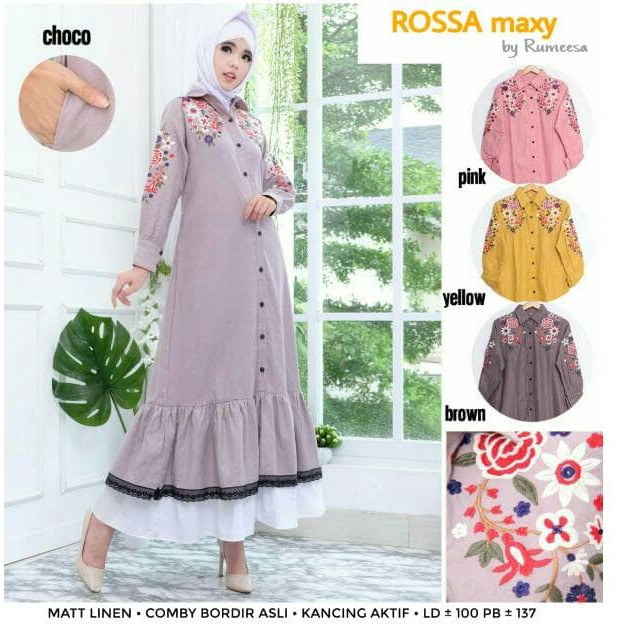 ROSSA maxy
by Rumeesa
choco
pink
yellow
brown
MATT LINEN • COMBY BORDIR ASLI • KANCING AKTIF • LD ± 100 PB ± 137